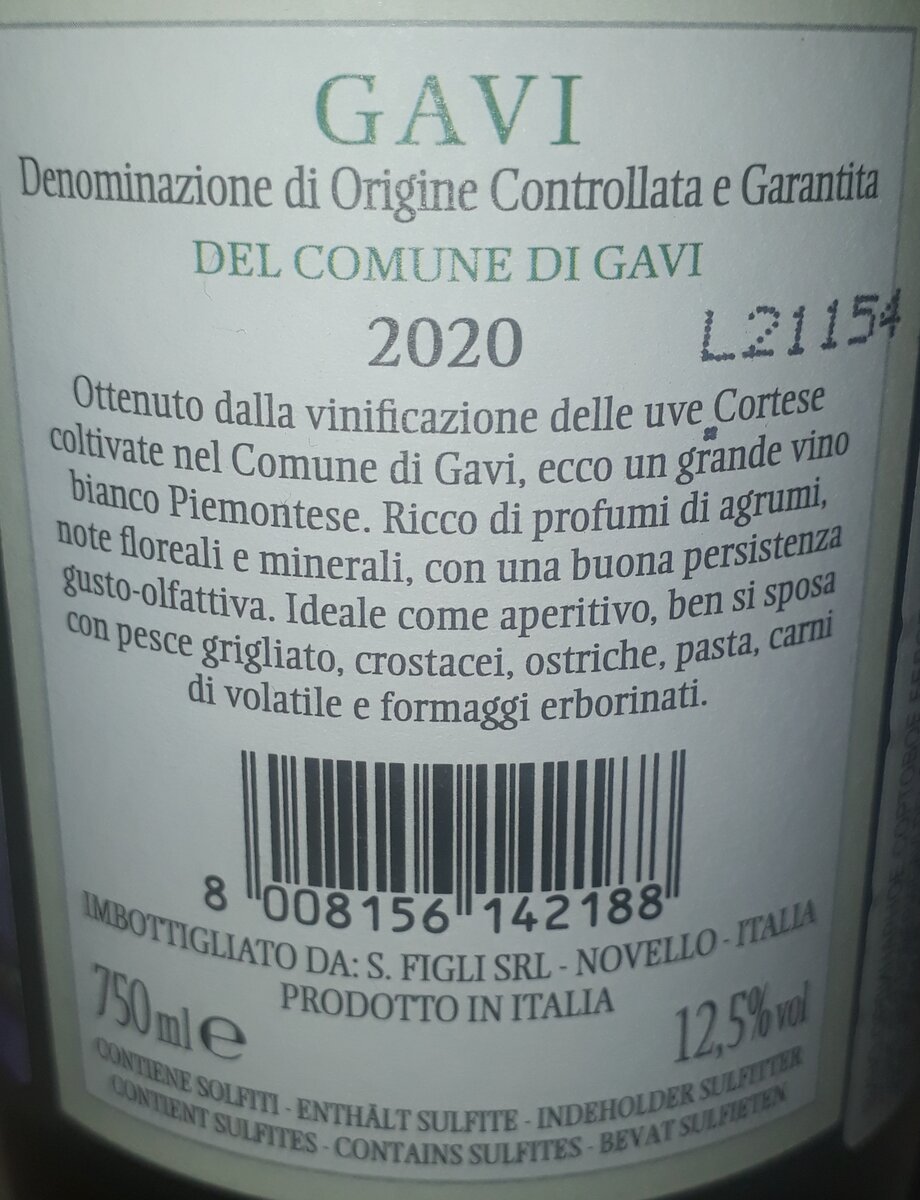 GAVI
Denominazione di Origine Controllata e Garantita
DEL COMUNE DI GAVI
2020
L21154
Ottenuto dalla vinificazione delle uve Cortese
coltivate nel Comune di Gavi, ecco un grande vino
bianco Piemontese. Ricco di profumi di agrumi,
note floreali e minerali, con una buona persistenza
gusto-olfattiva. Ideale come aperitivo, ben si sposa
con pesce grigliato, crostacei, ostriche, pasta, carni
di volatile e formaggi erborinati.
8 008156 142188
IMBOTTIGLIATO DA: S. FIGLI SRL - NOVELLO - ITALIA
PRODOTTO IN ITALIA
750 ml e
12,5% vol
CONTIENE SOLFITI - ENTHÄLT SULFITE - INDEHOLDER SULFITTER
CONTIENT SULFITES - CONTAINS SULFITES - BEVAT SULFIETEN